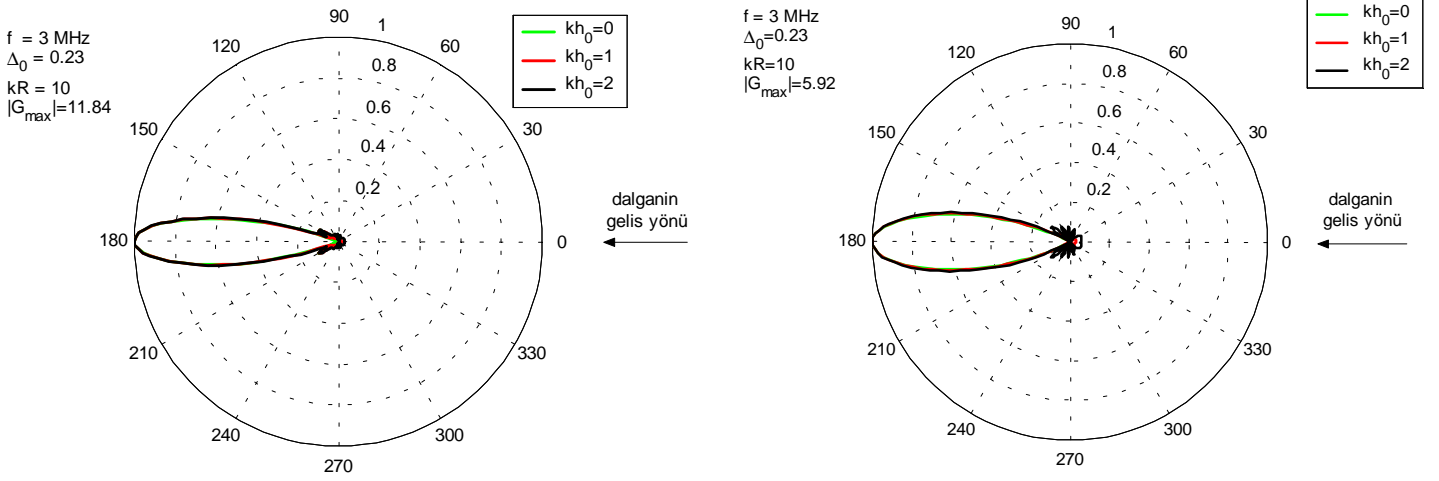 f = 3 MHz
Δ0 = 0.23
kR = 10
|Gmax|=11.84
90
1
120
60
0.8
0.6
150
30
0.4
0.2
180
0
210
330
240
300
270
kh0=0
kh0=1
kh0=2
dalganin
gelis yönü
f = 3 MHz
Δ0=0.23
kR=10
|Gmax|=5.92
90
1
120
60
0.8
0.6
150
30
0.4
0.2
180
0
210
330
240
300
270
kh0=0
kh0=1
kh0=2
dalganin
gelis yönü